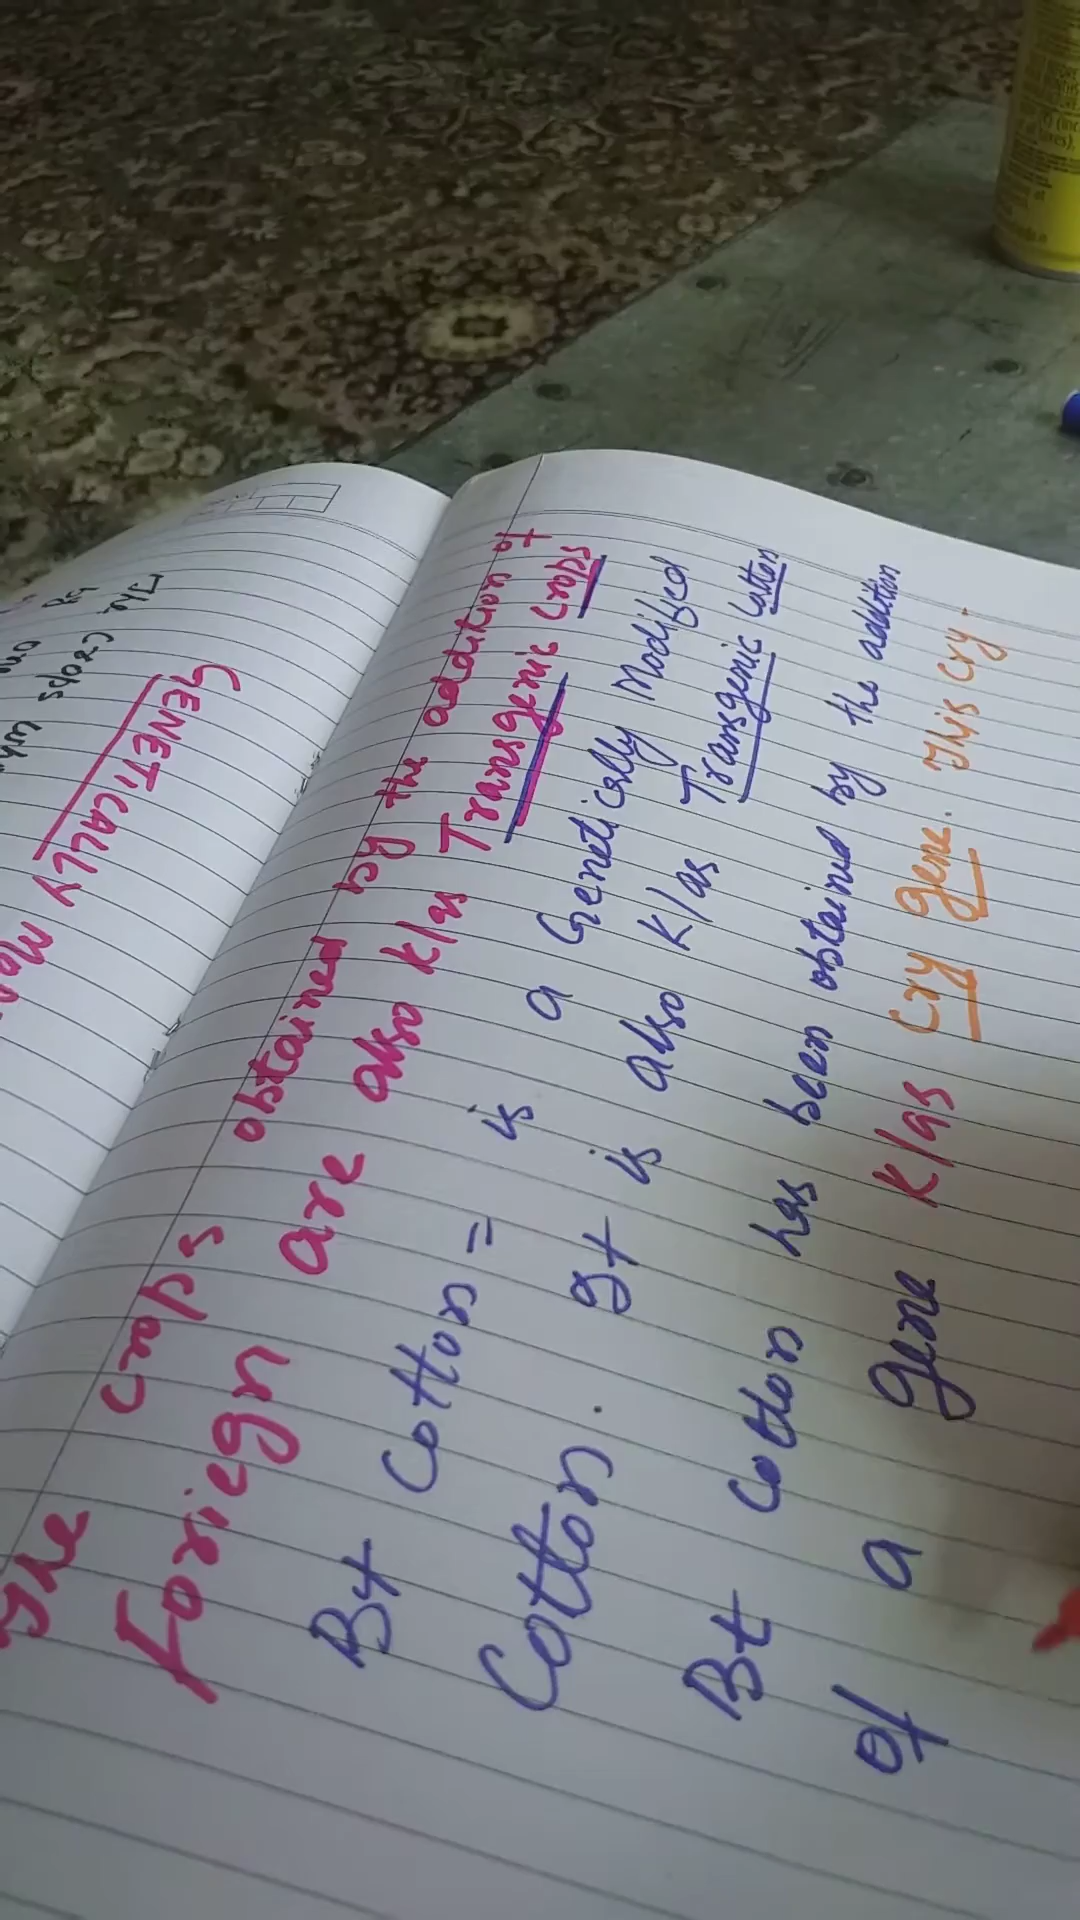 GENETICALLY
The crops
by
The crops obtained by the addition of
foriegn are also k/as Transgenic crops
Bt cotton = is a Genetically Modified
Cotton. It is also k/as Transgenic cotton
Bt cotton has been obtained by the addition
of a gene k/as cry gene. This cry.